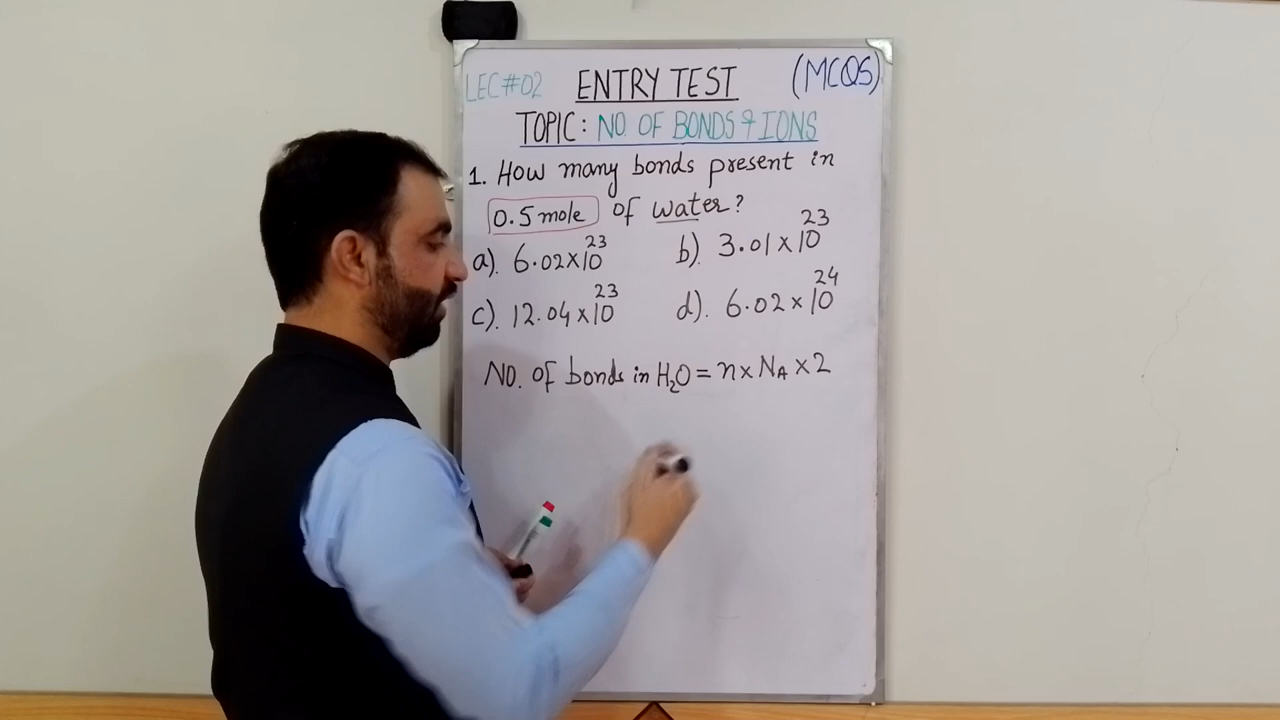 LEC#02 ENTRY TEST (MCQS)
TOPIC: NO. OF BONDS & IONS
1. How many bonds present in
0.5 mole of water?
a). 6.02×10²³ b). 3.01×10²³
c). 12.04×10²³ d). 6.02×10²⁴
NO. of bonds in H₂O = n × N_A × 2